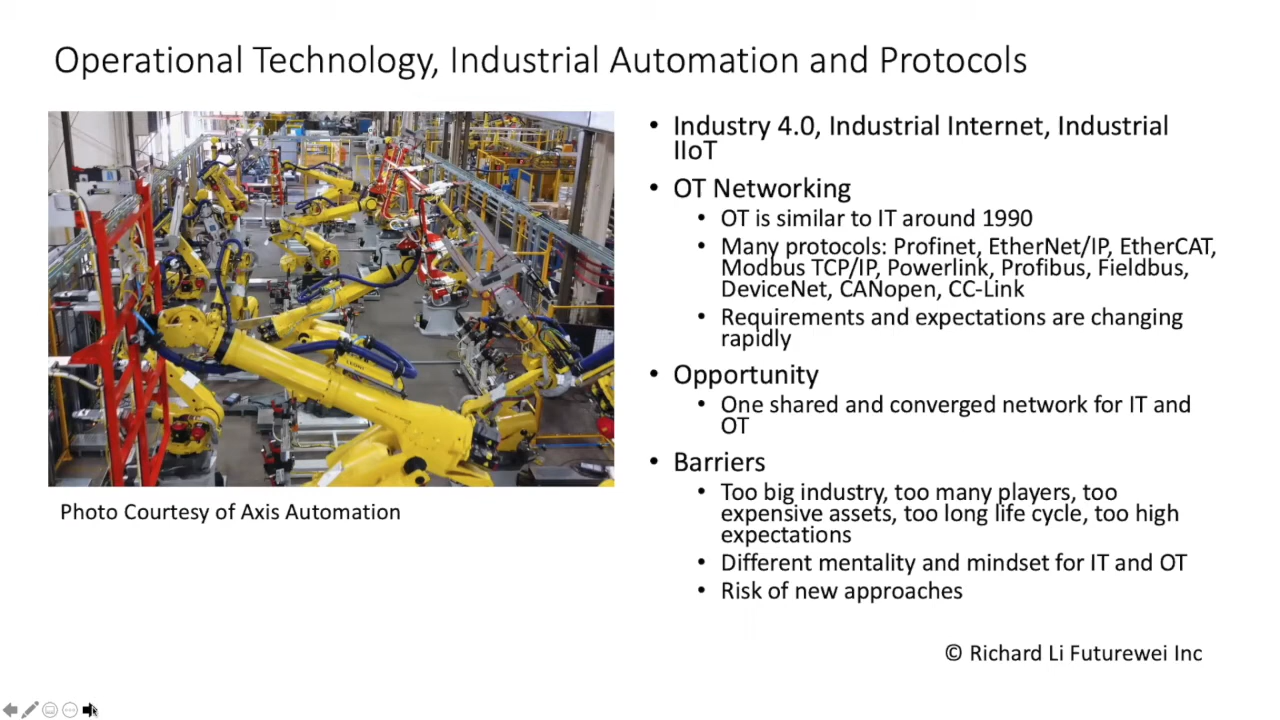 Operational Technology, Industrial Automation and Protocols
• Industry 4.0, Industrial Internet, Industrial
IIoT
• OT Networking
• OT is similar to IT around 1990
• Many protocols: Profinet, EtherNet/IP, EtherCAT,
Modbus TCP/IP, Powerlink, Profibus, Fieldbus,
DeviceNet, CANopen, CC-Link
• Requirements and expectations are changing
rapidly
• Opportunity
• One shared and converged network for IT and
OT
• Barriers
• Too big industry, too many players, too
expensive assets, too long life cycle, too high
expectations
• Different mentality and mindset for IT and OT
• Risk of new approaches
Photo Courtesy of Axis Automation
© Richard Li Futurewei Inc